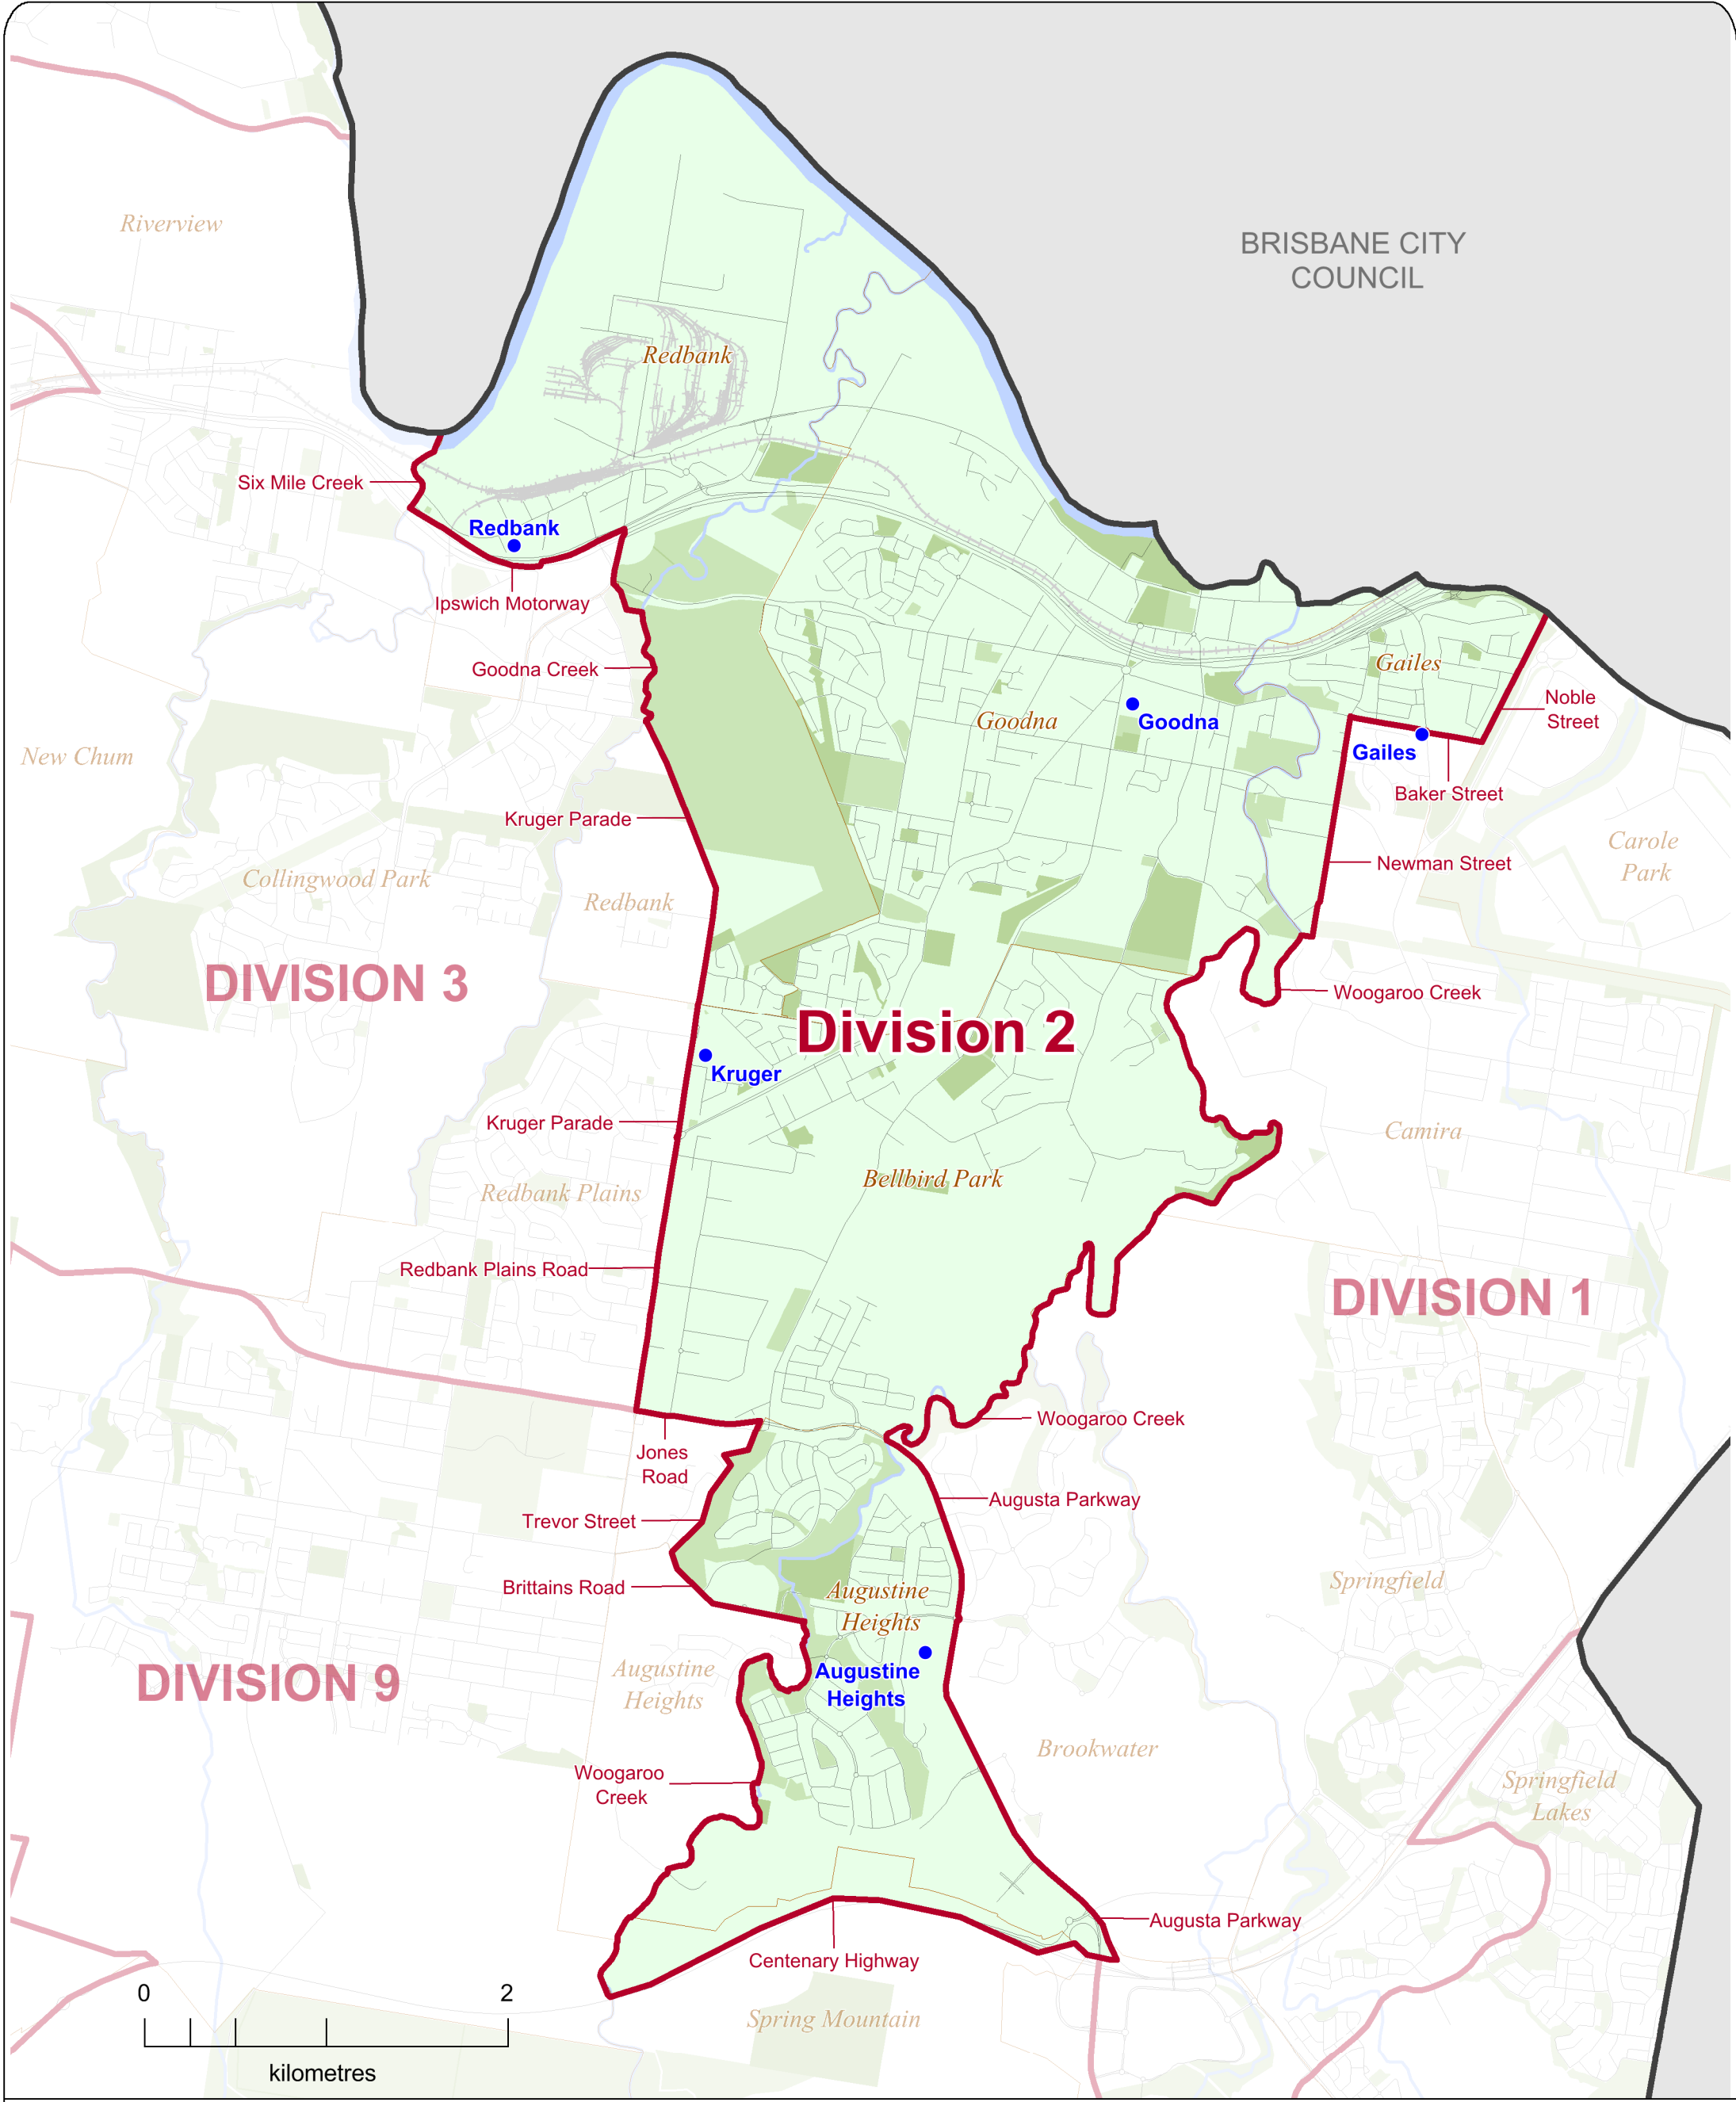 Riverview
BRISBANE CITY
COUNCIL
Redbank
Six Mile Creek
Redbank
Ipswich Motorway
Goodna Creek
Gailes
Noble
Street
Goodna
Goodna
Gailes
New Chum
Baker Street
Kruger Parade
Carole
Park
Newman Street
Collingwood Park
Redbank
DIVISION 3
Woogaroo Creek
Division 2
Kruger
Kruger Parade
Camira
Bellbird Park
Redbank Plains
Redbank Plains Road
DIVISION 1
Woogaroo Creek
Jones
Road
Augusta Parkway
Trevor Street
Brittains Road
Augustine
Heights
Springfield
Augustine
Heights
Augustine
Heights
DIVISION 9
Brookwater
Woogaroo
Creek
Springfield
Lakes
Augusta Parkway
Centenary Highway
0
2
Spring Mountain
kilometres